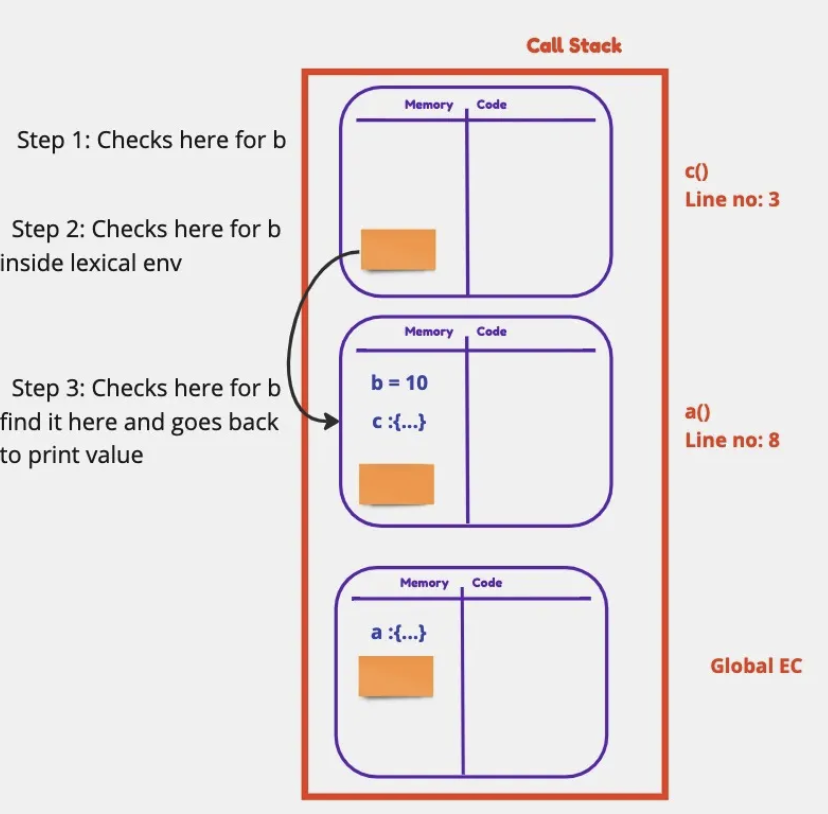 Call Stack
Memory Code
Step 1: Checks here for b
c()
Line no: 3
Step 2: Checks here for b
inside lexical env
Memory Code
b = 10
Step 3: Checks here for b
find it here and goes back
to print value
c :{...}
a()
Line no: 8
Memory Code
a :{...}
Global EC